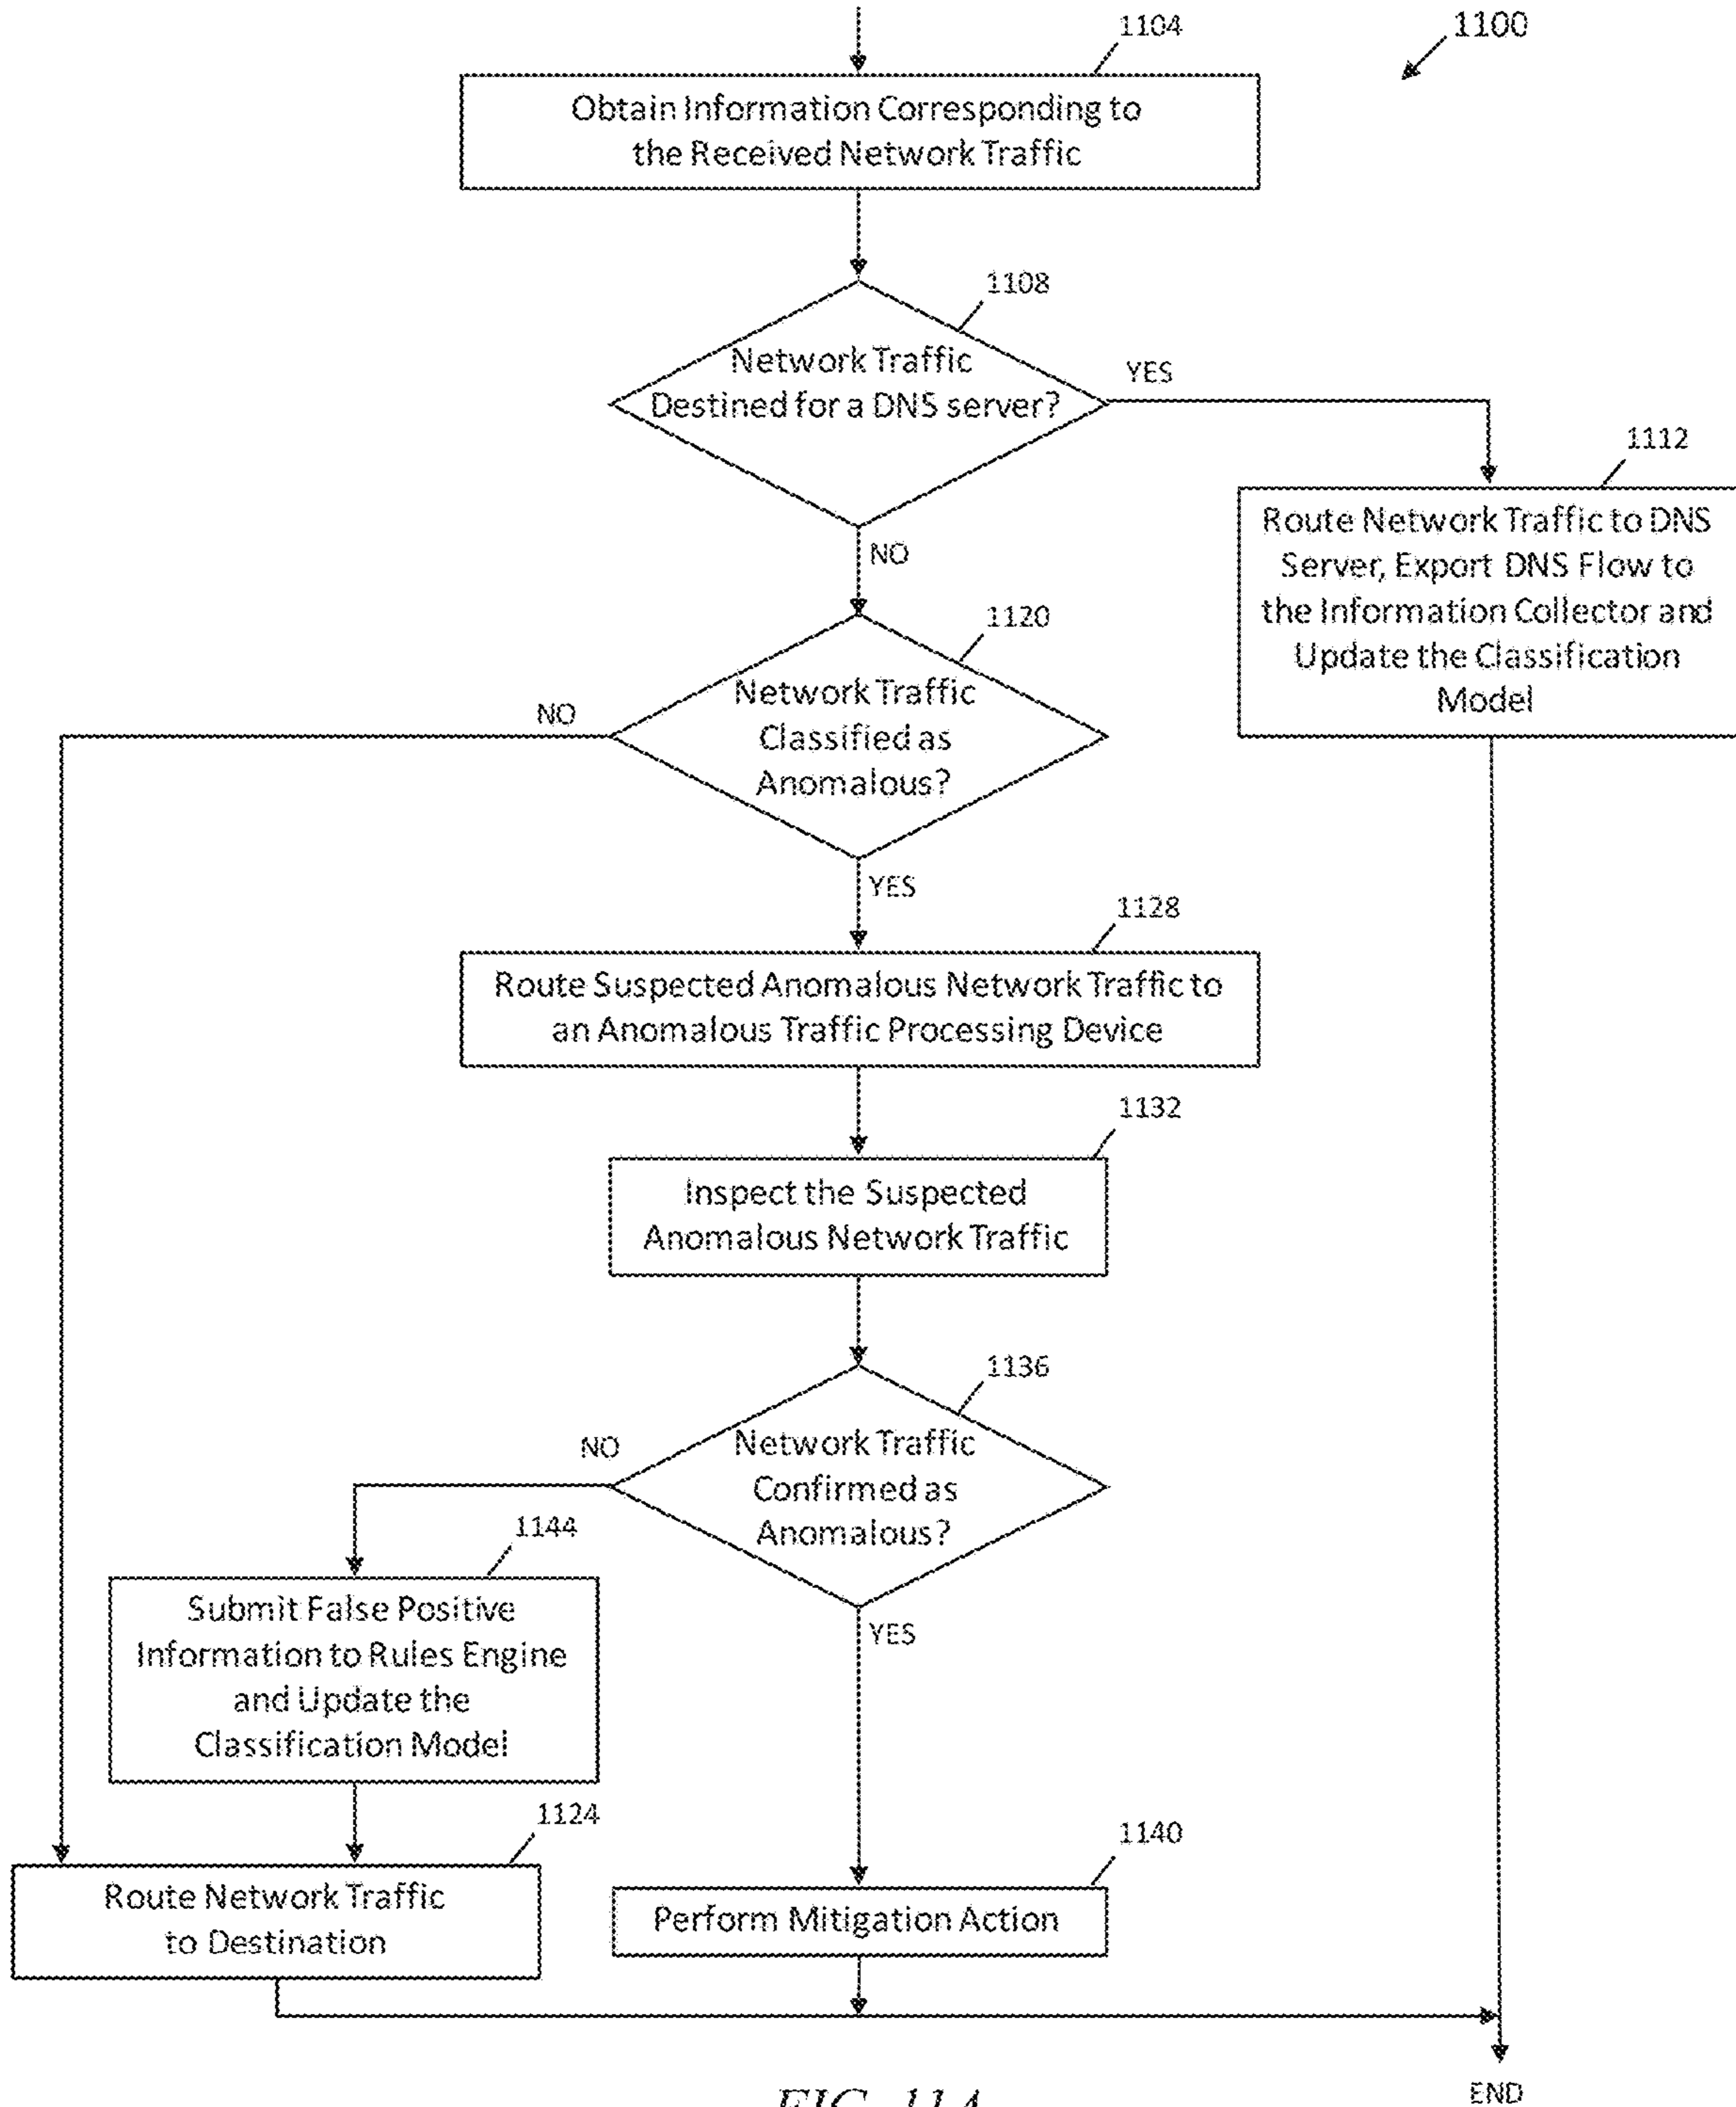 1100
1104
Obtain Information Corresponding to
the Received Network Traffic
1108
Network Traffic
Destined for a DNS server?
YES
NO
1112
Route Network Traffic to DNS
Server, Export DNS Flow to
the Information Collector and
Update the Classification
Model
1120
Network Traffic
Classified as
Anomalous?
NO
YES
1128
Route Suspected Anomalous Network Traffic to
an Anomalous Traffic Processing Device
1132
Inspect the Suspected
Anomalous Network Traffic
1136
Network Traffic
Confirmed as
Anomalous?
NO
YES
1144
Submit False Positive
Information to Rules Engine
and Update the
Classification Model
1124
Route Network Traffic
to Destination
1140
Perform Mitigation Action
END
FIG. 11A